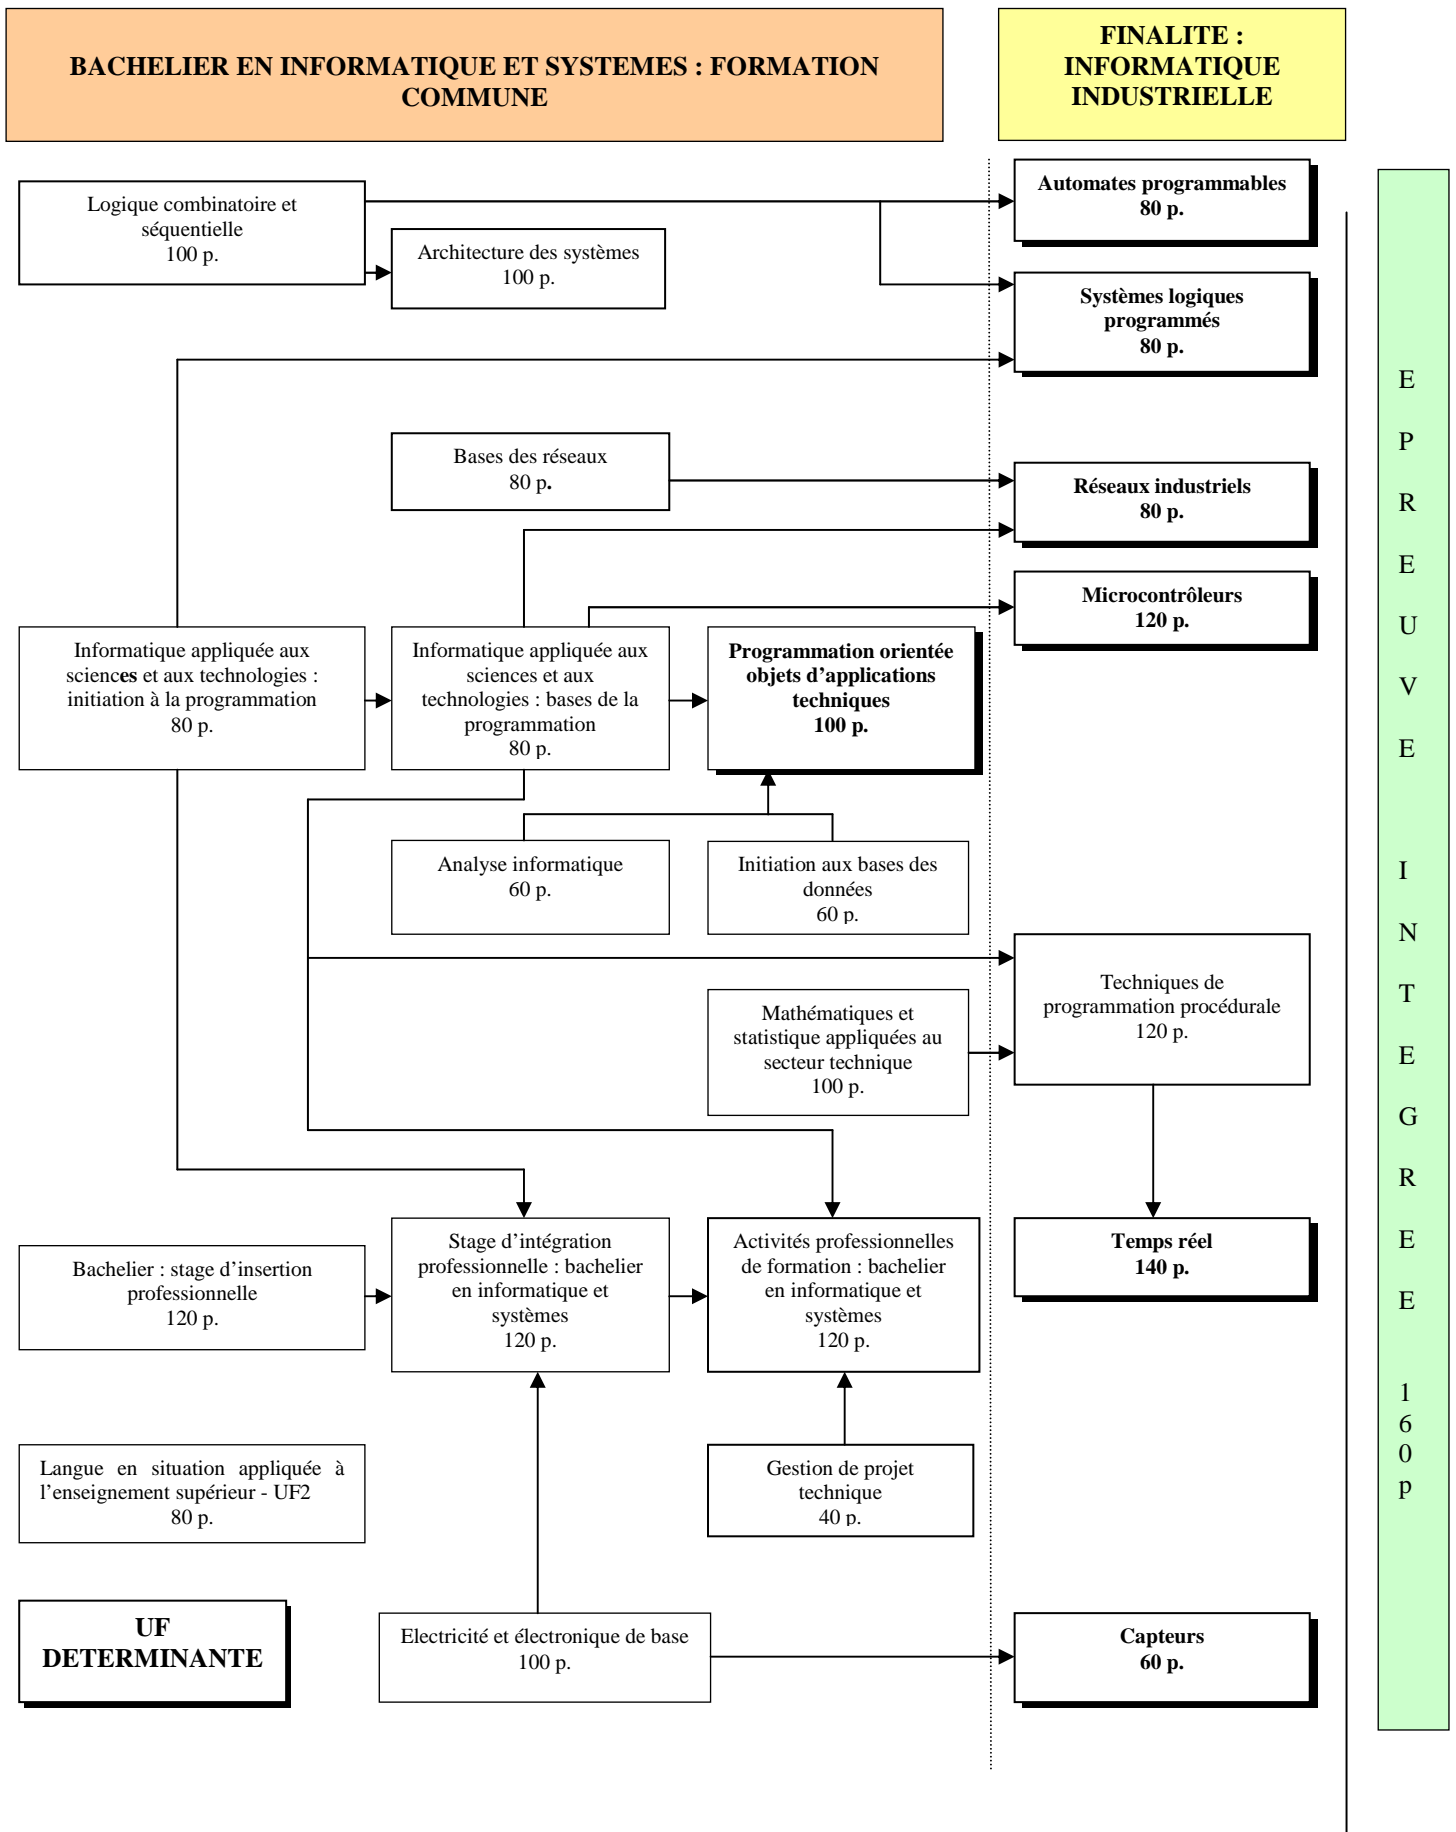 BACHELIER EN INFORMATIQUE ET SYSTEMES : FORMATION
COMMUNE
FINALITE :
INFORMATIQUE
INDUSTRIELLE
Logique combinatoire et
séquentielle
100 p.
Architecture des systèmes
100 p.
Automates programmables
80 p.
Systèmes logiques
programmés
80 p.
Bases des réseaux
80 p.
Réseaux industriels
80 p.
Microcontrôleurs
120 p.
Informatique appliquée aux
sciences et aux technologies :
initiation à la programmation
80 p.
Informatique appliquée aux
sciences et aux
technologies : bases de la
programmation
80 p.
Programmation orientée
objets d’applications
techniques
100 p.
Analyse informatique
60 p.
Initiation aux bases des
données
60 p.
Techniques de
programmation procédurale
120 p.
Mathématiques et
statistique appliquées au
secteur technique
100 p.
Bachelier : stage d’insertion
professionnelle
120 p.
Stage d’intégration
professionnelle : bachelier
en informatique et
systèmes
120 p.
Activités professionnelles
de formation : bachelier
en informatique et
systèmes
120 p.
Temps réel
140 p.
Langue en situation appliquée à
l’enseignement supérieur - UF2
80 p.
Gestion de projet
technique
40 p.
UF
DETERMINANTE
Electricité et électronique de base
100 p.
Capteurs
60 p.
E
P
R
E
U
V
E
I
N
T
E
G
R
E
E
1
6
0
p